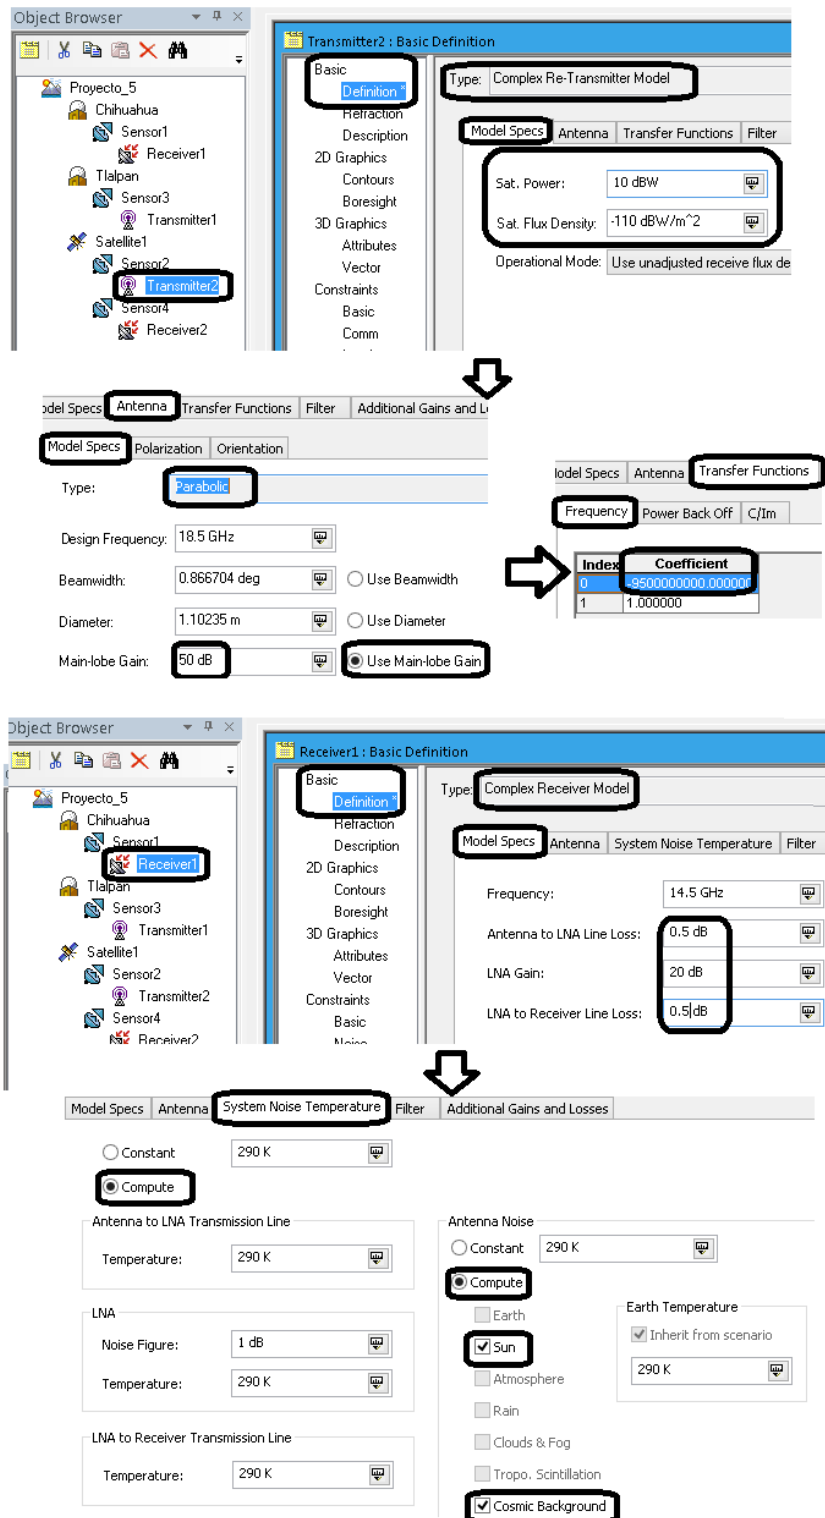 Object Browser
Transmitter2 : Basic Definition
Basic
Definition *
Refraction
Description
2D Graphics
Contours
Boresight
3D Graphics
Attributes
Vector
Constraints
Basic
Comm
Proyecto_5
Chihuahua
Sensor1
Receiver1
Tlalpan
Sensor3
Transmitter1
Satellite1
Sensor2
Transmitter2
Sensor4
Receiver2
Type: Complex Re-Transmitter Model
Model Specs Antenna Transfer Functions Filter
Sat. Power: 10 dBW
Sat. Flux Density: -110 dBW/m^2
Operational Mode: Use unadjusted receive flux de
odel Specs Antenna Transfer Functions Filter Additional Gains and L
Model Specs Polarization Orientation
Type: Parabolic
Design Frequency: 18.5 GHz
Beamwidth: 0.866704 deg Use Beamwidth
Diameter: 1.10235 m Use Diameter
Main-lobe Gain: 50 dB Use Main-lobe Gain
lodel Specs Antenna Transfer Functions
Frequency Power Back Off C/Im
Index Coefficient
0 -9500000000.000000
1 1.000000
Object Browser
Receiver1 : Basic Definition
Proyecto_5
Chihuahua
Sensor1
Receiver1
Tlalpan
Sensor3
Transmitter1
Satellite1
Sensor2
Transmitter2
Sensor4
Receiver2
Basic
Definition *
Refraction
Description
2D Graphics
Contours
Boresight
3D Graphics
Attributes
Vector
Constraints
Basic
Noise
Type: Complex Receiver Model
Model Specs Antenna System Noise Temperature Filter
Frequency: 14.5 GHz
Antenna to LNA Line Loss: 0.5 dB
LNA Gain: 20 dB
LNA to Receiver Line Loss: 0.5 dB
Model Specs Antenna System Noise Temperature Filter Additional Gains and Losses
Constant 290 K
Compute
Antenna to LNA Transmission Line
Temperature: 290 K
LNA
Noise Figure: 1 dB
Temperature: 290 K
LNA to Receiver Transmission Line
Temperature: 290 K
Antenna Noise
Constant 290 K
Compute
Earth
Sun
Atmosphere
Rain
Clouds & Fog
Tropo. Scintillation
Cosmic Background
Earth Temperature
Inherit from scenario
290 K